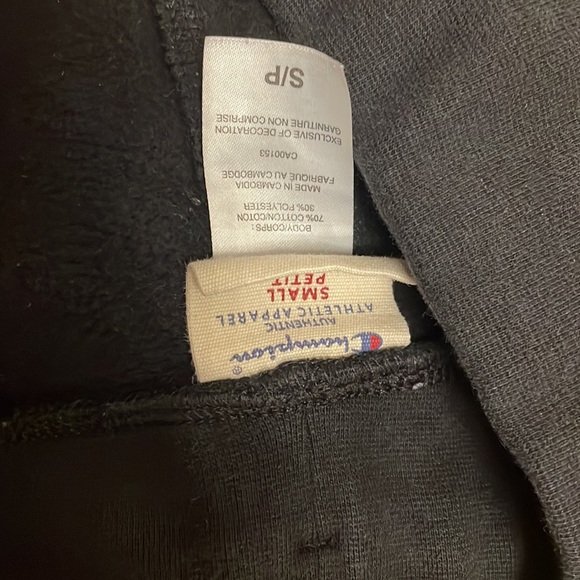 Champion®
AUTHENTIC
ATHLETIC APPAREL
SMALL
PETIT
BODY/CORPS:
70% COTTON/COTON
30% POLYESTER
MADE IN CAMBODIA
FABRIQUE AU CAMBODGE
CA00153
EXCLUSIVE OF DECORATION
GARNITURE NON COMPRISE
S/P